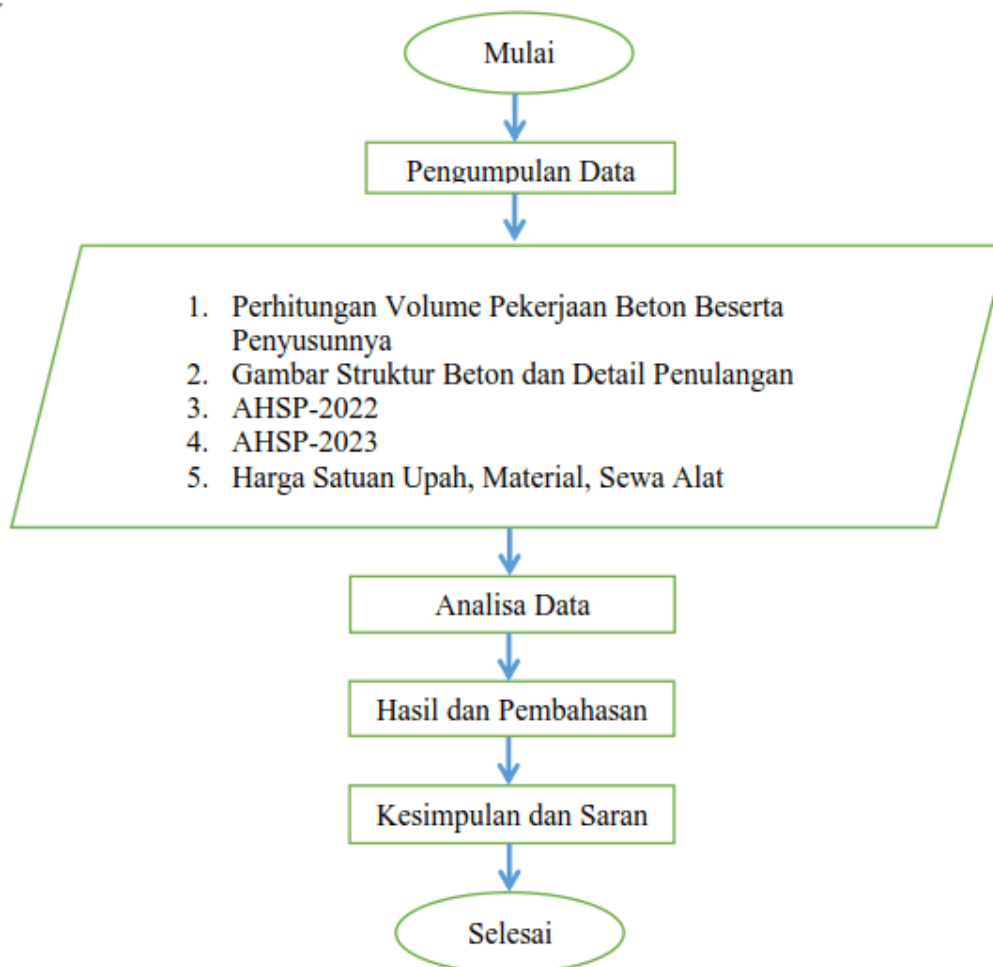 Mulai
Pengumpulan Data
1. Perhitungan Volume Pekerjaan Beton Beserta
Penyusunnya
2. Gambar Struktur Beton dan Detail Penulangan
3. AHSP-2022
4. AHSP-2023
5. Harga Satuan Upah, Material, Sewa Alat
Analisa Data
Hasil dan Pembahasan
Kesimpulan dan Saran
Selesai